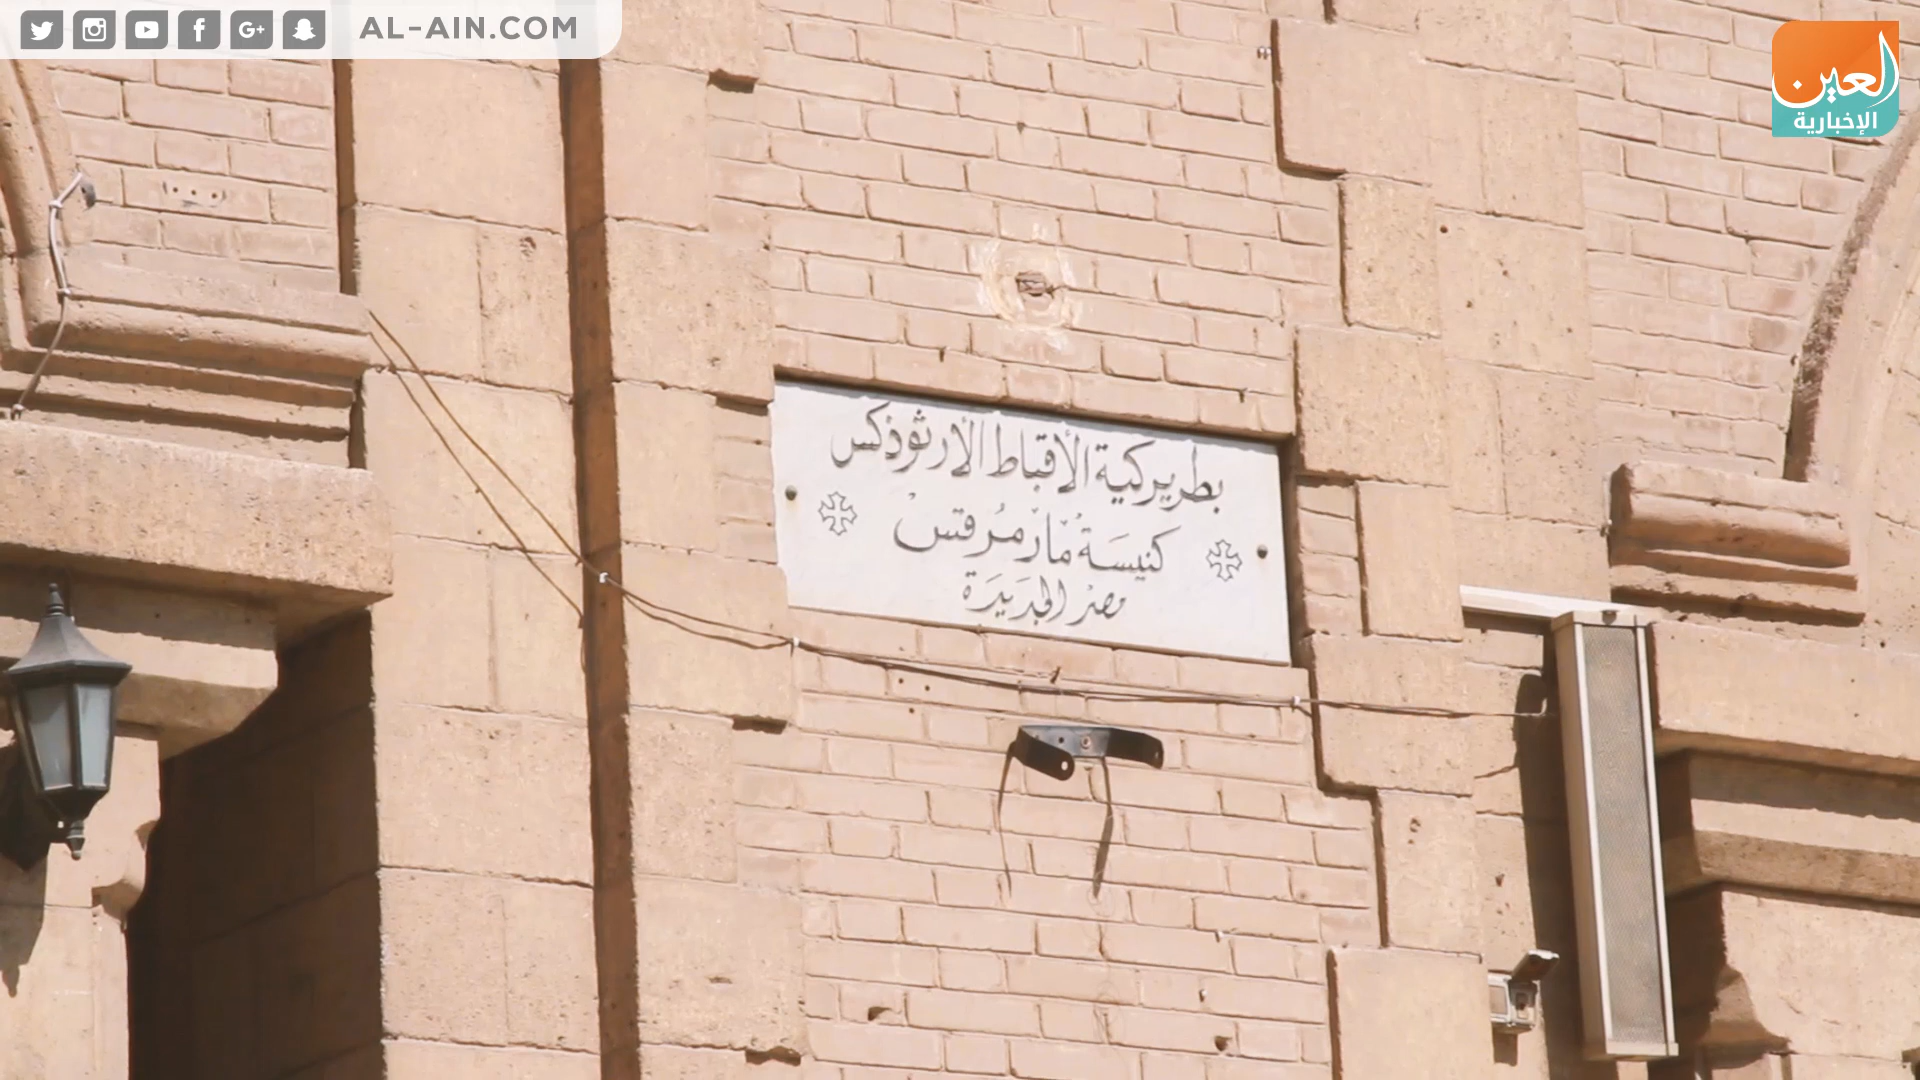 AL-AIN.COM
العين
الإخبارية
بطريركية الأقباط الأرثوذكس
كنيسة مارمرقس
مصر الجديدة